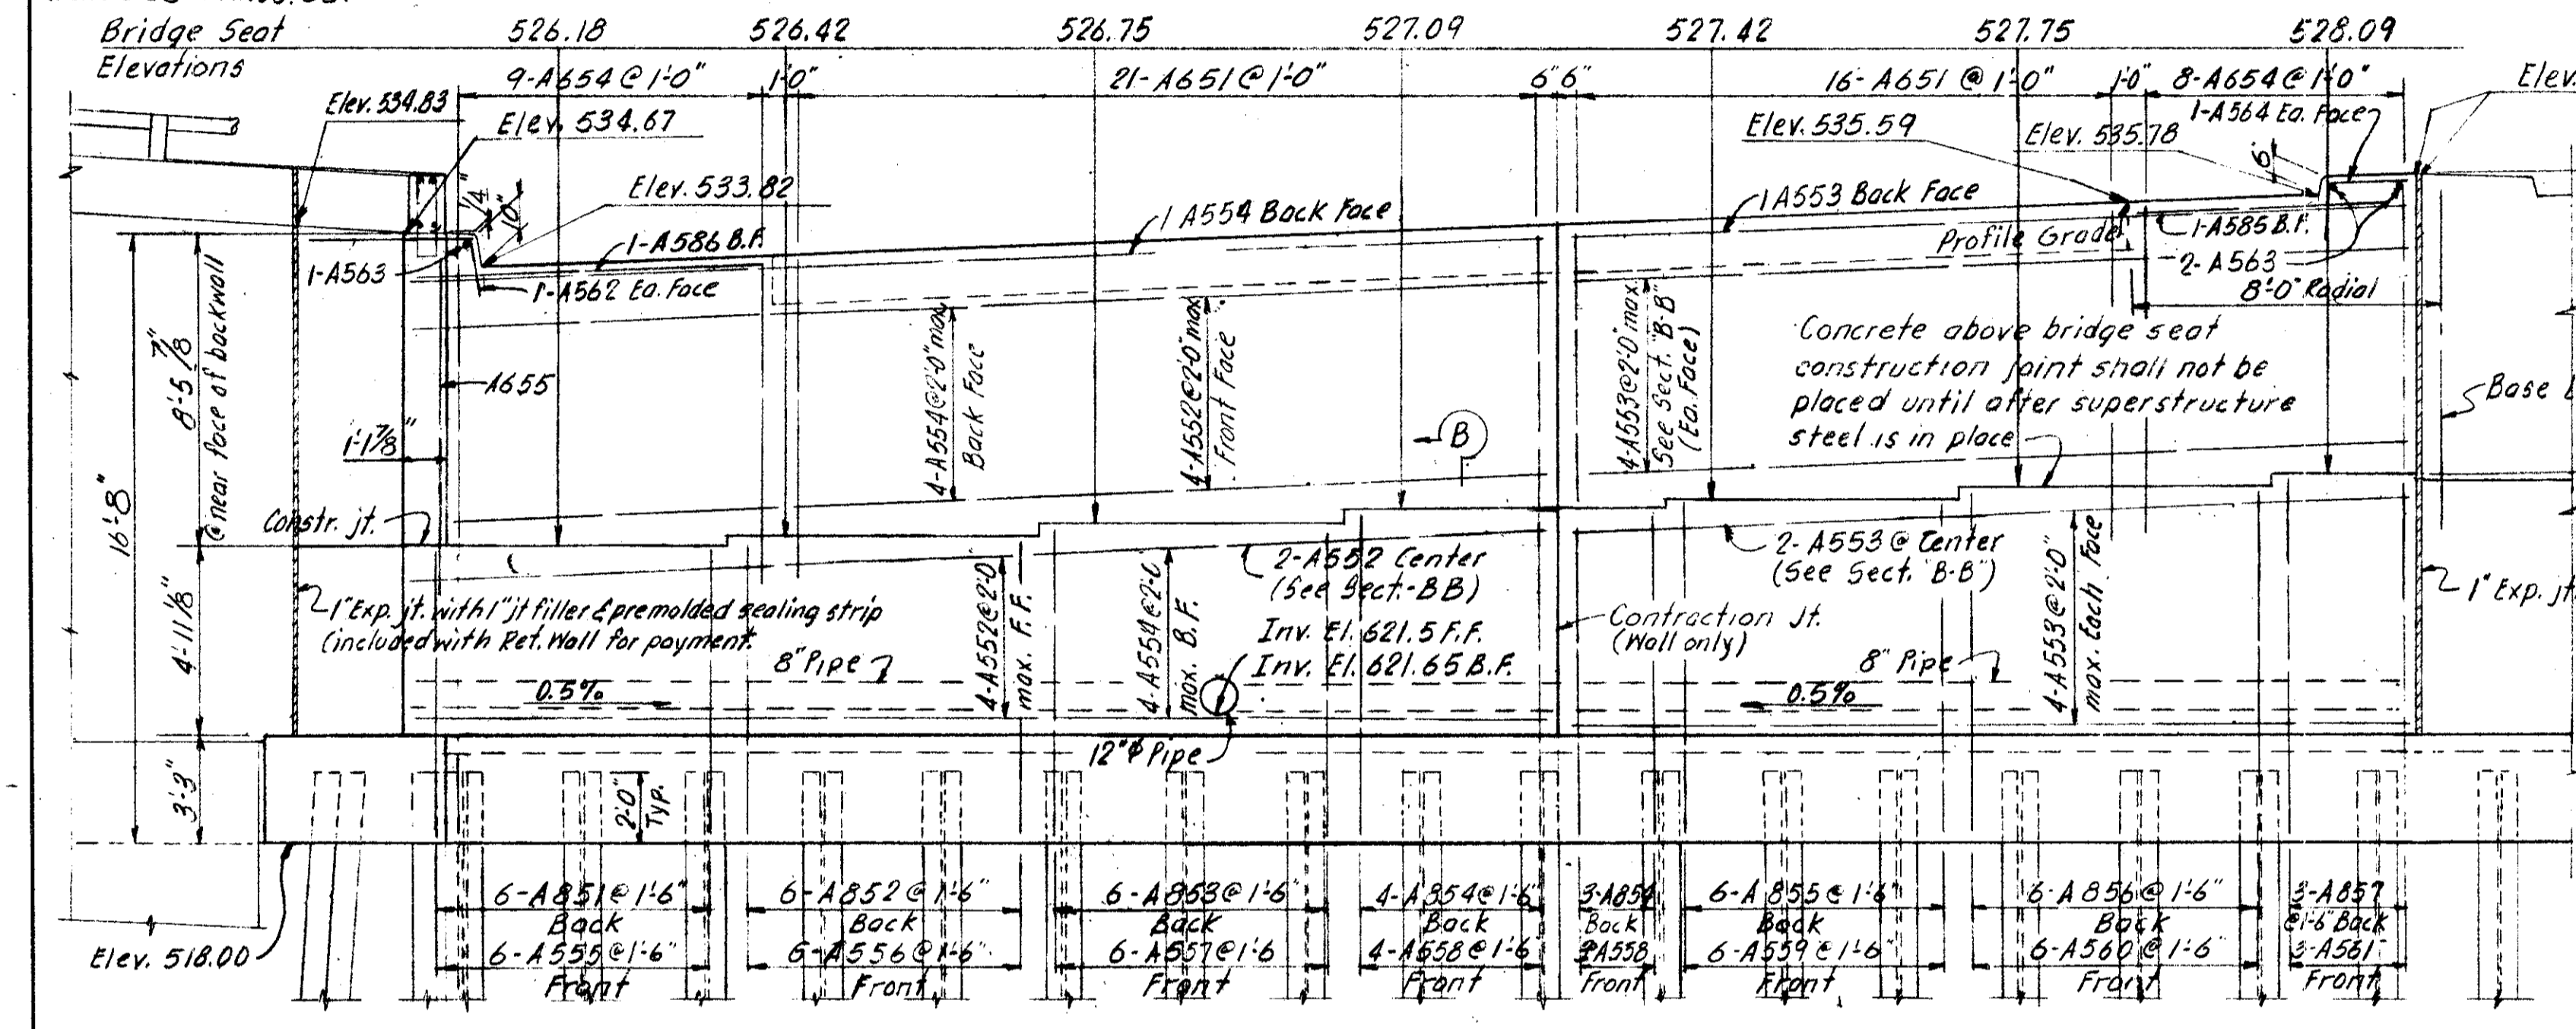 Bridge Seat 526.18 526.42 526.75 527.09 527.42 527.75 528.09
Elevations
9-A654 @ 1'-0" 1'-0" 21-A651 @ 1'-0" 6" 6" 16-A651 @ 1'-0" 1'-0" 8-A654 @ 1'-0"
Elev.
Elev. 534.83
Elev. 534.67
Elev. 535.59
Elev. 535.78
1-A564 Ea. Face
6"
10"
Elev. 533.82
1 A554 Back Face
1 A553 Back Face
1-A586 B.F.
Profile Grade
1-A585 B.F.
1-A563
1-A562 Ea. Face
2-A563
8'-0" Radial
16'-8"
8'-5 7/8"
@ near face of backwall
A655
1'-1 7/8"
4-A554@2'-0" max
Back Face
4-A552@2'-0" max
Front Face
4-A553@2'-0" max
See Sect. "B-B"
(Ea. Face)
Concrete above bridge seat
construction joint shall not be
placed until after superstructure
steel is in place
Base
B
Constr. jt.
4'-11 1/8"
3'-3"
1" Exp. jt. with 1" jt filler & premolded sealing strip
(included with Ret. Wall for payment.
8" Pipe
0.5%
4-A552@2'-0"
max. F.F.
4-A554@2'-0"
max. B.F.
2-A552 Center
(See Sect.-BB)
Inv. El. 621.5 F.F.
Inv. El. 621.65 B.F.
2-A553 @ Center
(See Sect. "B-B")
Contraction Jt.
(Wall only)
8" Pipe
0.5%
4-A553@2'-0"
max. Each Face
1" Exp. jt.
12"ø Pipe
2'-0"
Typ.
6-A851@1'-6" 6-A852@1'-6" 6-A853@1'-6" 4-A854@1'-6" 3-A854 6-A855@1'-6" 6-A856@1'-6" 3-A857
Back Back Back Back Back Back Back @1'-6" Back
6-A555@1'-6" 6-A556@1'-6" 6-A557@1'-6 4-A558@1'-6" 3-A558 6-A559@1'-6" 6-A560@1'-6" 3-A561
Front Front Front Front Front Front Front Front
Elev. 518.00